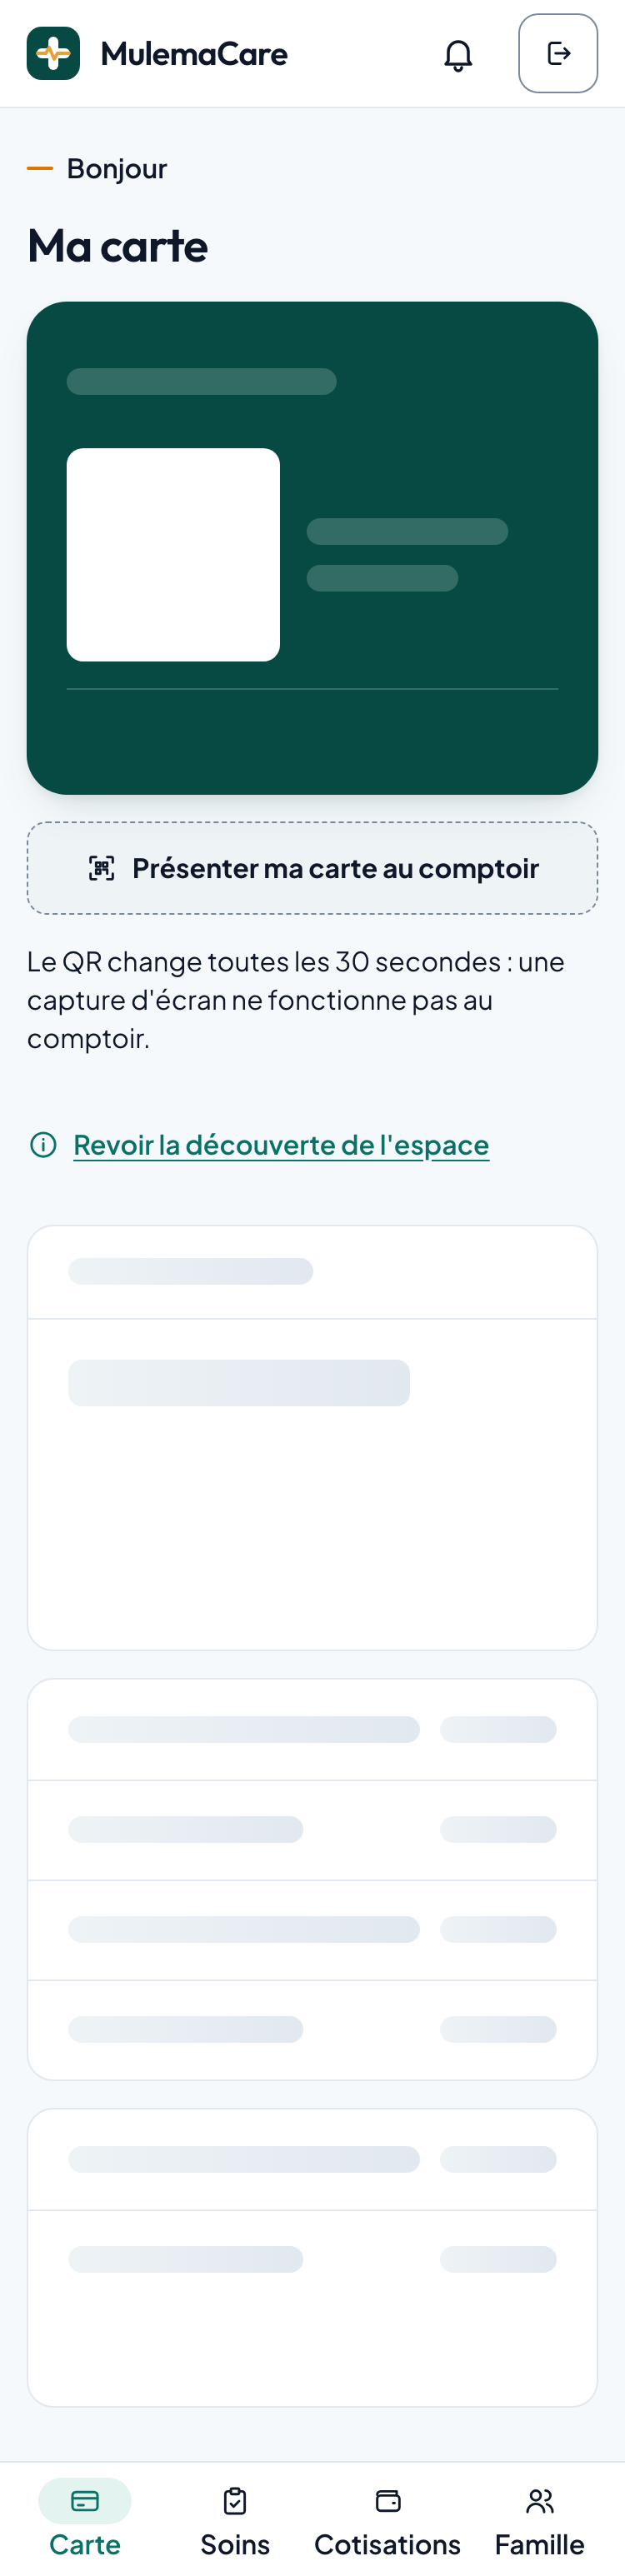 MulemaCare
Bonjour
Ma carte
Présenter ma carte au comptoir
Le QR change toutes les 30 secondes : une
capture d'écran ne fonctionne pas au
comptoir.
Revoir la découverte de l'espace
Carte
Soins
Cotisations
Famille